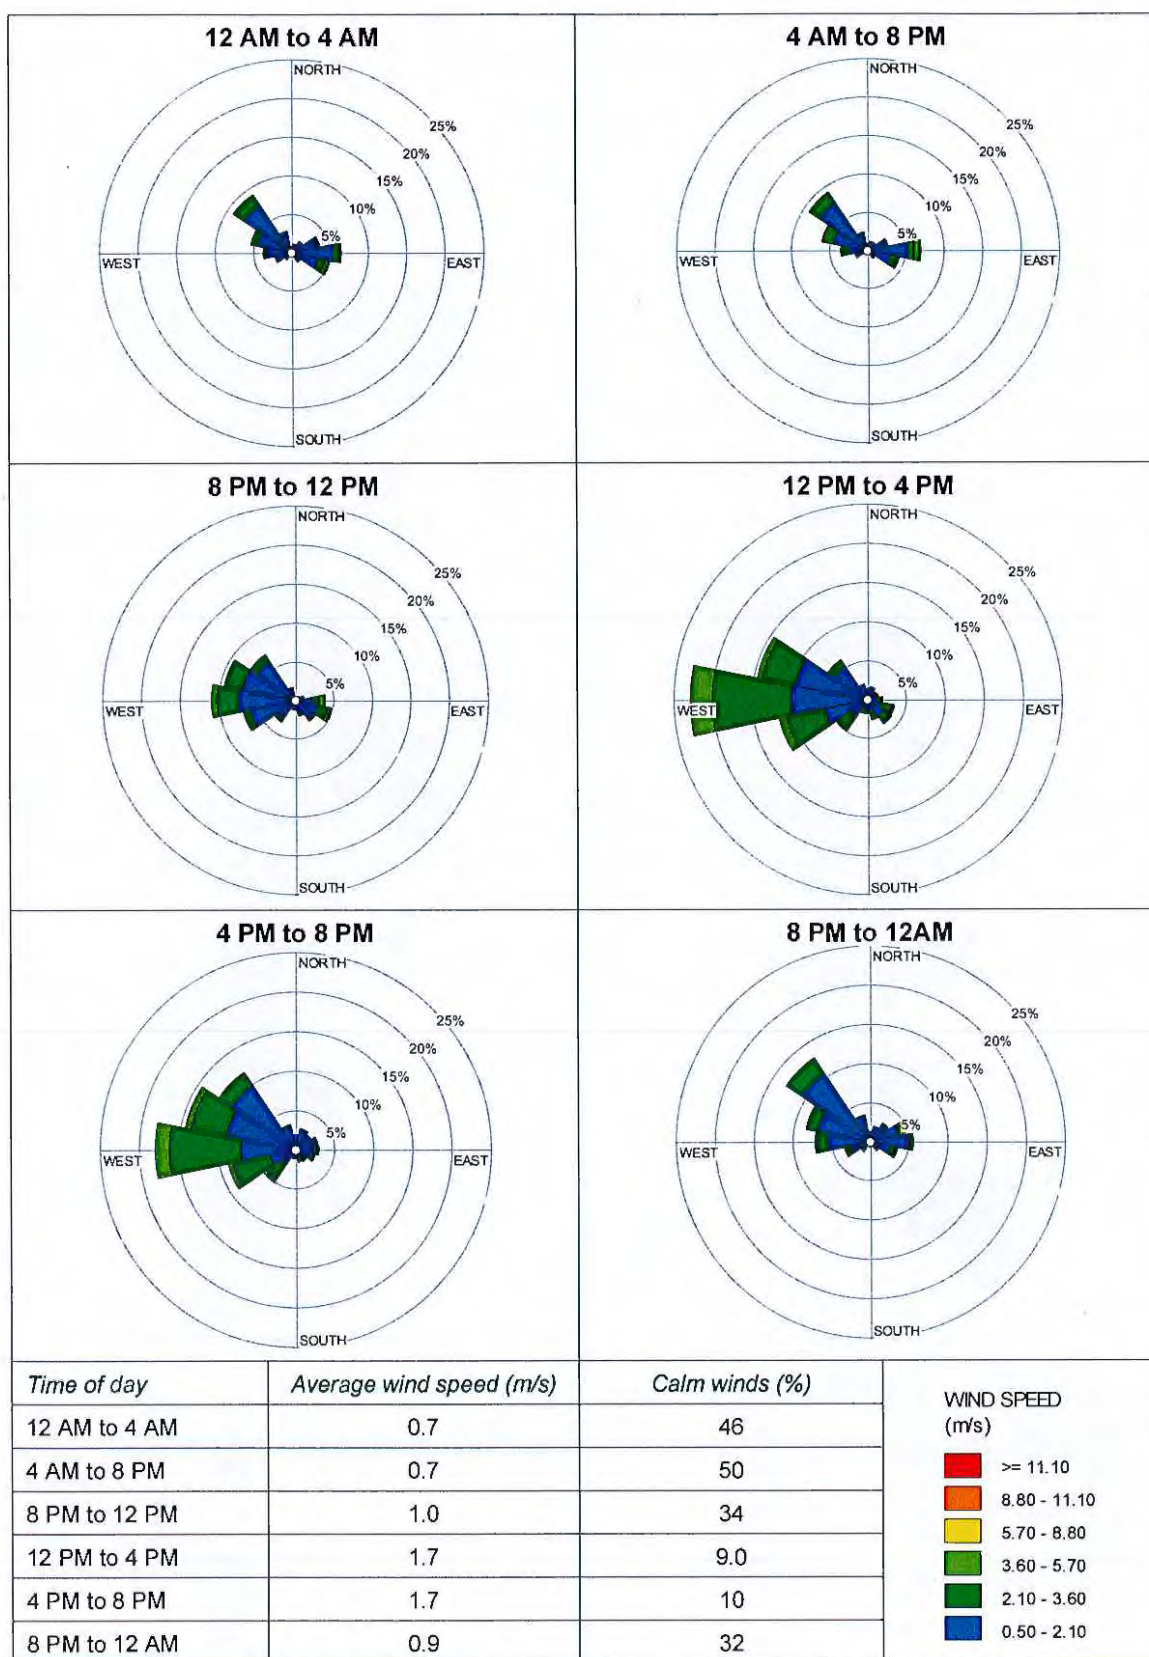 12 AM to 4 AM
NORTH
25%
20%
15%
10%
5%
WEST
EAST
SOUTH
4 AM to 8 PM
NORTH
25%
20%
15%
10%
5%
WEST
EAST
SOUTH
8 PM to 12 PM
NORTH
25%
20%
15%
10%
5%
WEST
EAST
SOUTH
12 PM to 4 PM
NORTH
25%
20%
15%
10%
5%
WEST
EAST
SOUTH
4 PM to 8 PM
NORTH
25%
20%
15%
10%
5%
WEST
EAST
SOUTH
8 PM to 12AM
NORTH
25%
20%
15%
10%
5%
WEST
EAST
SOUTH
Time of day Average wind speed (m/s) Calm winds (%)
12 AM to 4 AM 0.7 46
4 AM to 8 PM 0.7 50
8 PM to 12 PM 1.0 34
12 PM to 4 PM 1.7 9.0
4 PM to 8 PM 1.7 10
8 PM to 12 AM 0.9 32
WIND SPEED
(m/s)
>= 11.10
8.80 - 11.10
5.70 - 8.80
3.60 - 5.70
2.10 - 3.60
0.50 - 2.10